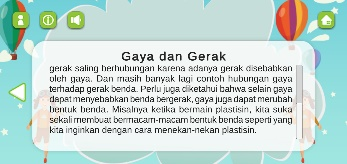 Gaya dan Gerak
gerak saling berhubungan karena adanya gerak disebabkan
oleh gaya. Dan masih banyak lagi contoh hubungan gaya
terhadap gerak benda. Perlu juga diketahui bahwa selain gaya
dapat menyebabkan benda bergerak, gaya juga dapat merubah
bentuk benda. Misalnya ketika bermain plastisin, kita suka
sekali membuat bermacam-macam bentuk benda seperti yang
kita inginkan dengan cara menekan-nekan plastisin.